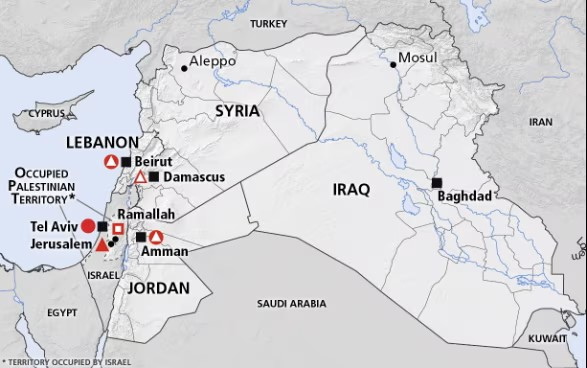 TURKEY
Aleppo
Mosul
CYPRUS
SYRIA
IRAN
LEBANON
Beirut
Damascus
OCCUPIED
PALESTINIAN
TERRITORY*
IRAQ
Baghdad
Ramallah
Tel Aviv
Jerusalem
Amman
ISRAEL
JORDAN
EGYPT
SAUDI ARABIA
KUWAIT
* TERRITORY OCCUPIED BY ISRAEL